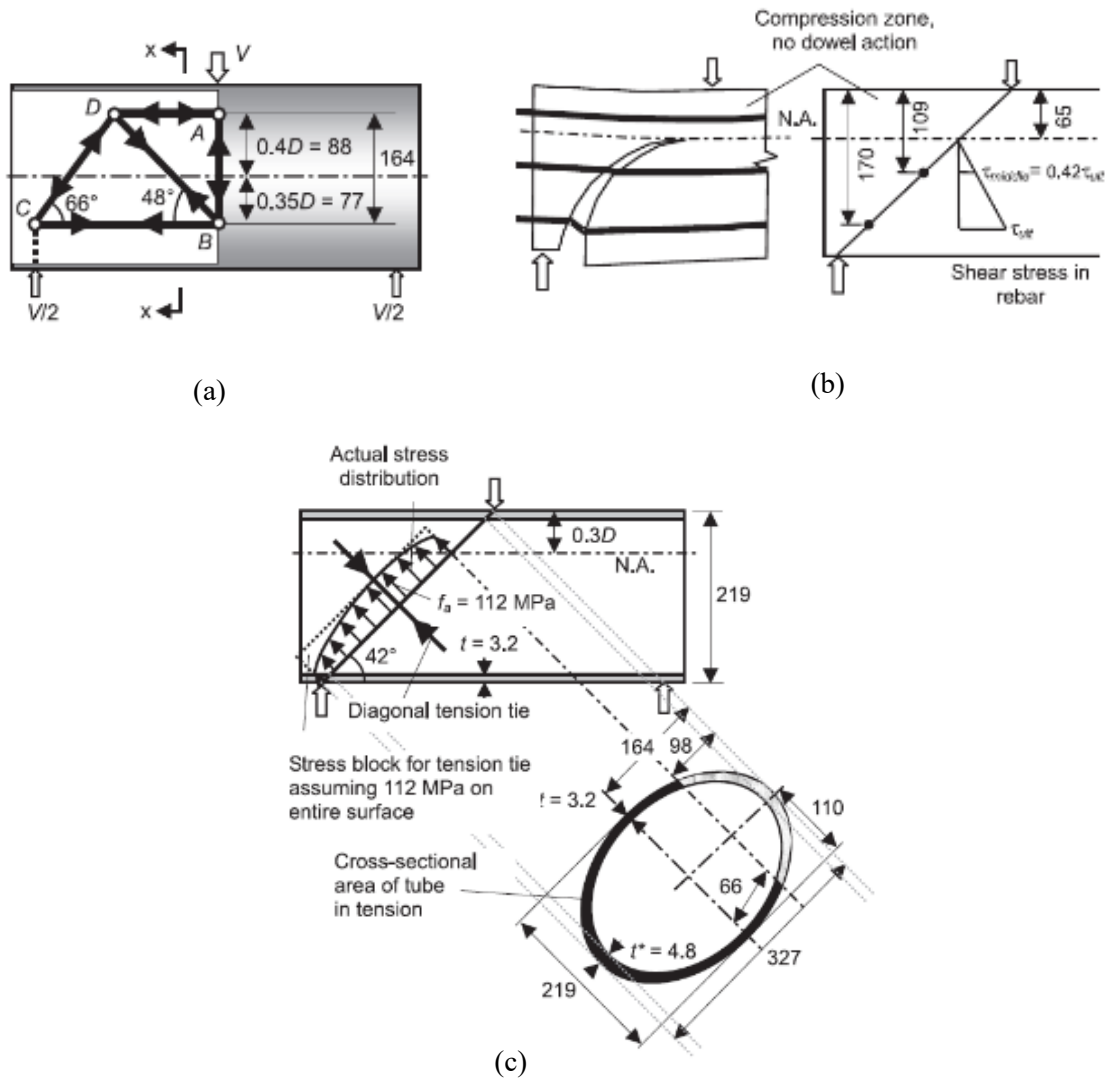 x
V
D
A
0.4D = 88
164
66°
48°
0.35D = 77
C
B
V/2
x
V/2
(a)
Compression zone,
no dowel action
N.A.
109
65
170
τmiddle = 0.42τult
τult
Shear stress in
rebar
(b)
Actual stress
distribution
0.3D
N.A.
fa = 112 MPa
219
t = 3.2
42°
Diagonal tension tie
164
98
Stress block for tension tie
assuming 112 MPa on
entire surface
t = 3.2
110
Cross-sectional
area of tube
in tension
66
t* = 4.8
327
219
(c)